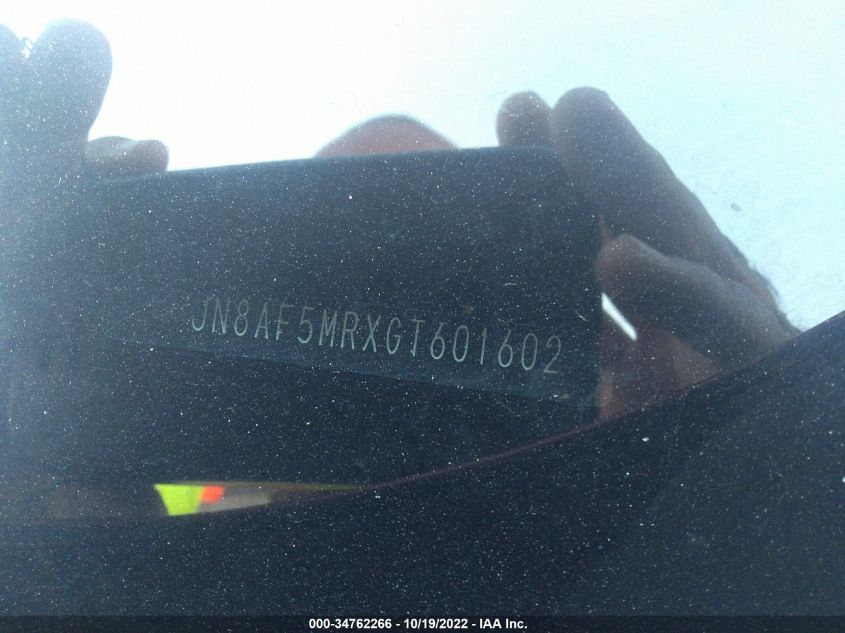 JN8AF5MRXGT601602
000-34762266 - 10/19/2022 - IAA Inc.